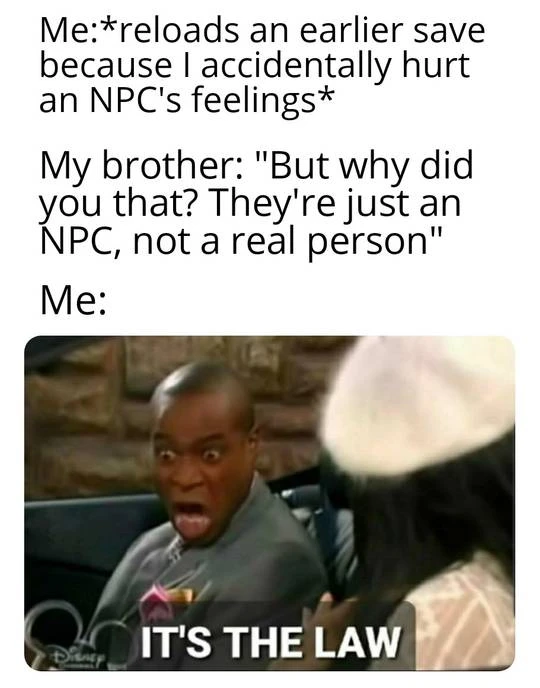 Me:*reloads an earlier save
because I accidentally hurt
an NPC's feelings*
My brother: "But why did
you that? They're just an
NPC, not a real person"
Me:
IT'S THE LAW
Disney